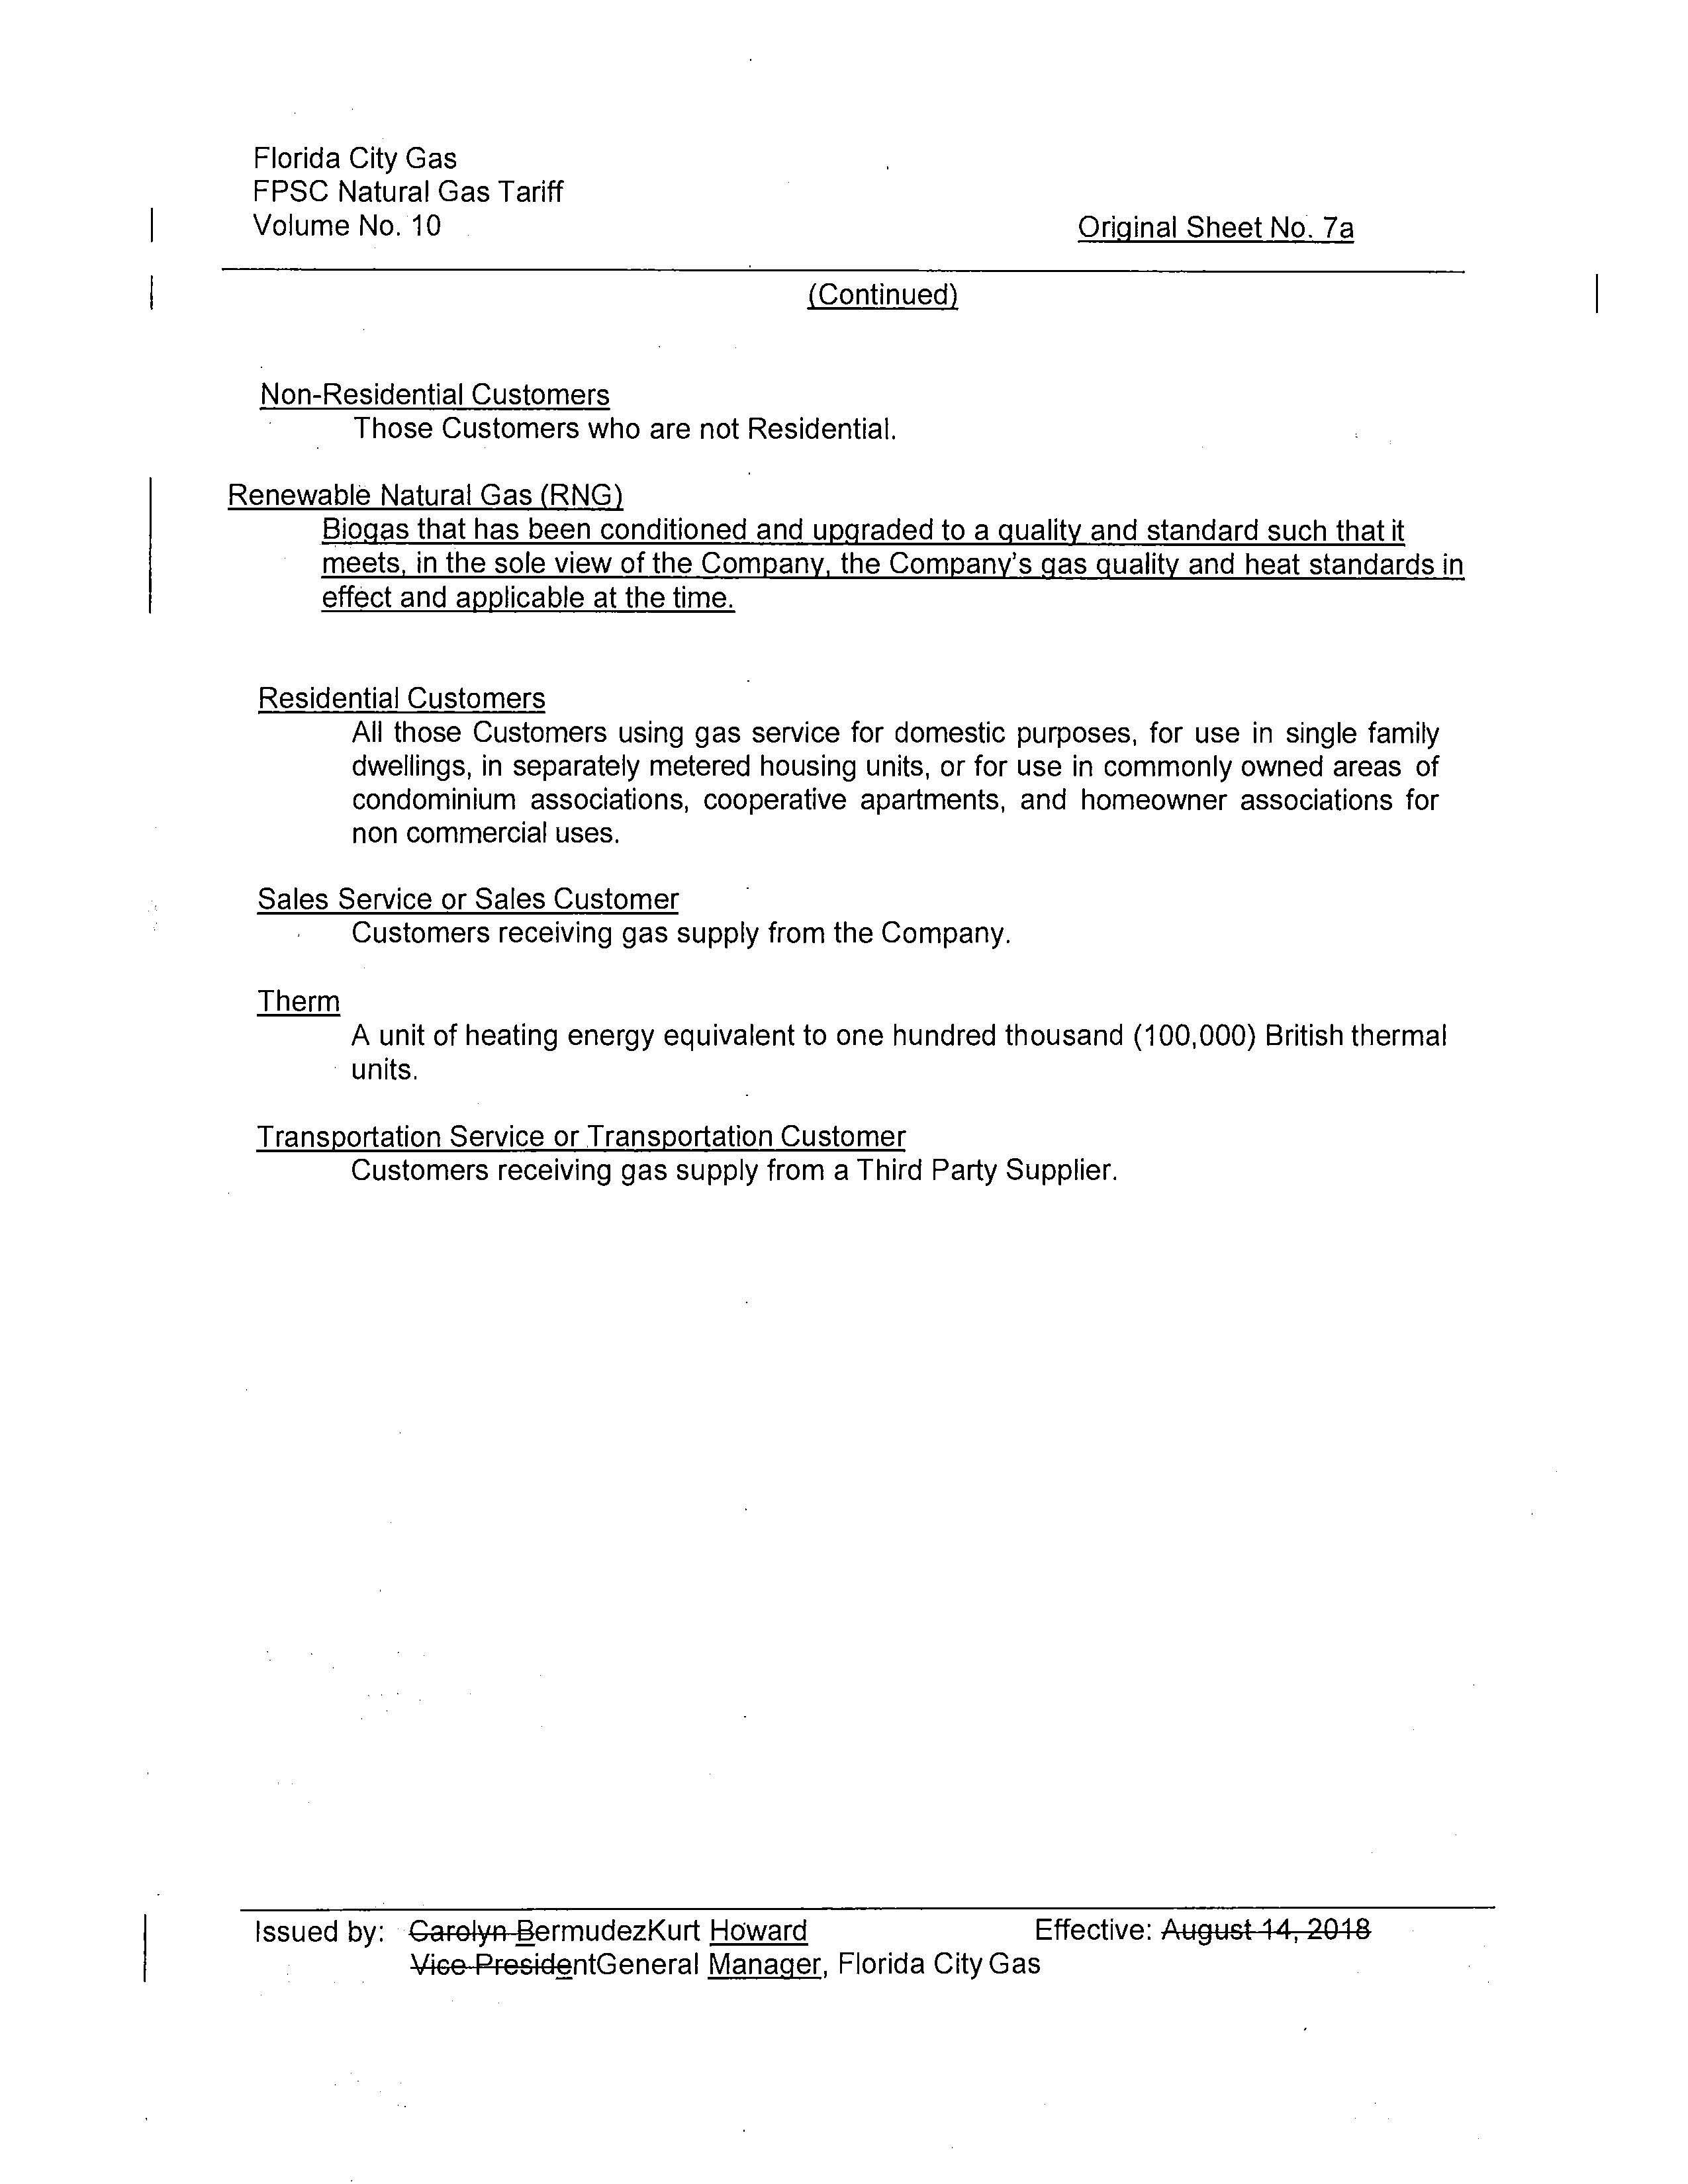 Florida City Gas
FPSC Natural Gas Tariff
Volume No. 10
Original Sheet No. 7a
(Continued)
Non-Residential Customers
Those Customers who are not Residential.
Renewable Natural Gas (RNG)
Biogas that has been conditioned and upgraded to a quality and standard such that it
meets, in the sole view of the Company, the Company's gas quality and heat standards in
effect and applicable at the time.
Residential Customers
All those Customers using gas service for domestic purposes, for use in single family
dwellings, in separately metered housing units, or for use in commonly owned areas of
condominium associations, cooperative apartments, and homeowner associations for
non commercial uses.
Sales Service or Sales Customer
Customers receiving gas supply from the Company.
Therm
A unit of heating energy equivalent to one hundred thousand (100,000) British thermal
units.
Transportation Service or Transportation Customer
Customers receiving gas supply from a Third Party Supplier.
Issued by: Carolyn BermudezKurt Howard
Effective: August 14, 2018
Vice PresidentGeneral Manager, Florida City Gas